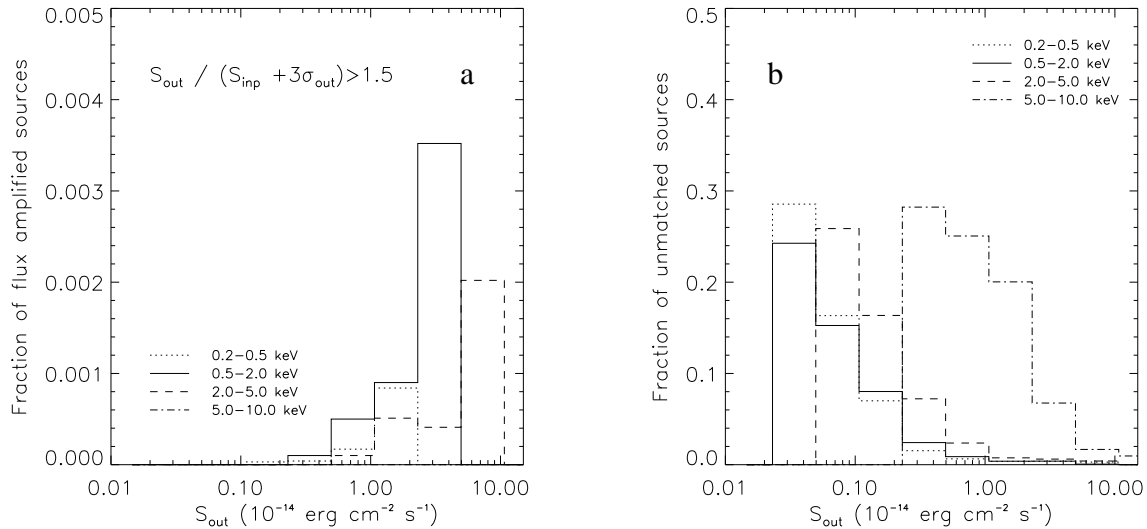 S_out / (S_inp +3σ_out)>1.5
a
Fraction of flux amplified sources
0.005
0.004
0.003
0.002
0.001
0.000
0.2−0.5 keV
0.5−2.0 keV
2.0−5.0 keV
5.0−10.0 keV
0.01
0.10
1.00
10.00
S_out (10⁻¹⁴ erg cm⁻² s⁻¹)
b
Fraction of unmatched sources
0.5
0.4
0.3
0.2
0.1
0.0
0.2−0.5 keV
0.5−2.0 keV
2.0−5.0 keV
5.0−10.0 keV
0.01
0.10
1.00
10.00
S_out (10⁻¹⁴ erg cm⁻² s⁻¹)